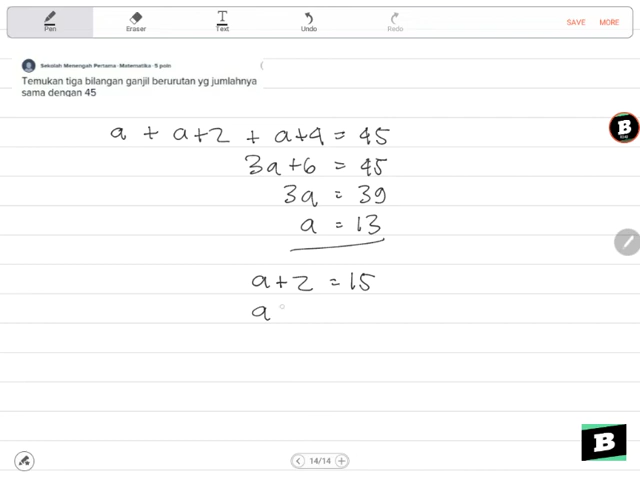 Pen
Eraser
Text
Undo
Redo
SAVE
MORE
Sekolah Menengah Pertama · Matematika · 5 poin
Temukan tiga bilangan ganjil berurutan yg jumlahnya
sama dengan 45
a + a+2 + a+4 = 45
3a+6 = 45
3a = 39
a = 13
a+2 = 15
a
B
14/14
B